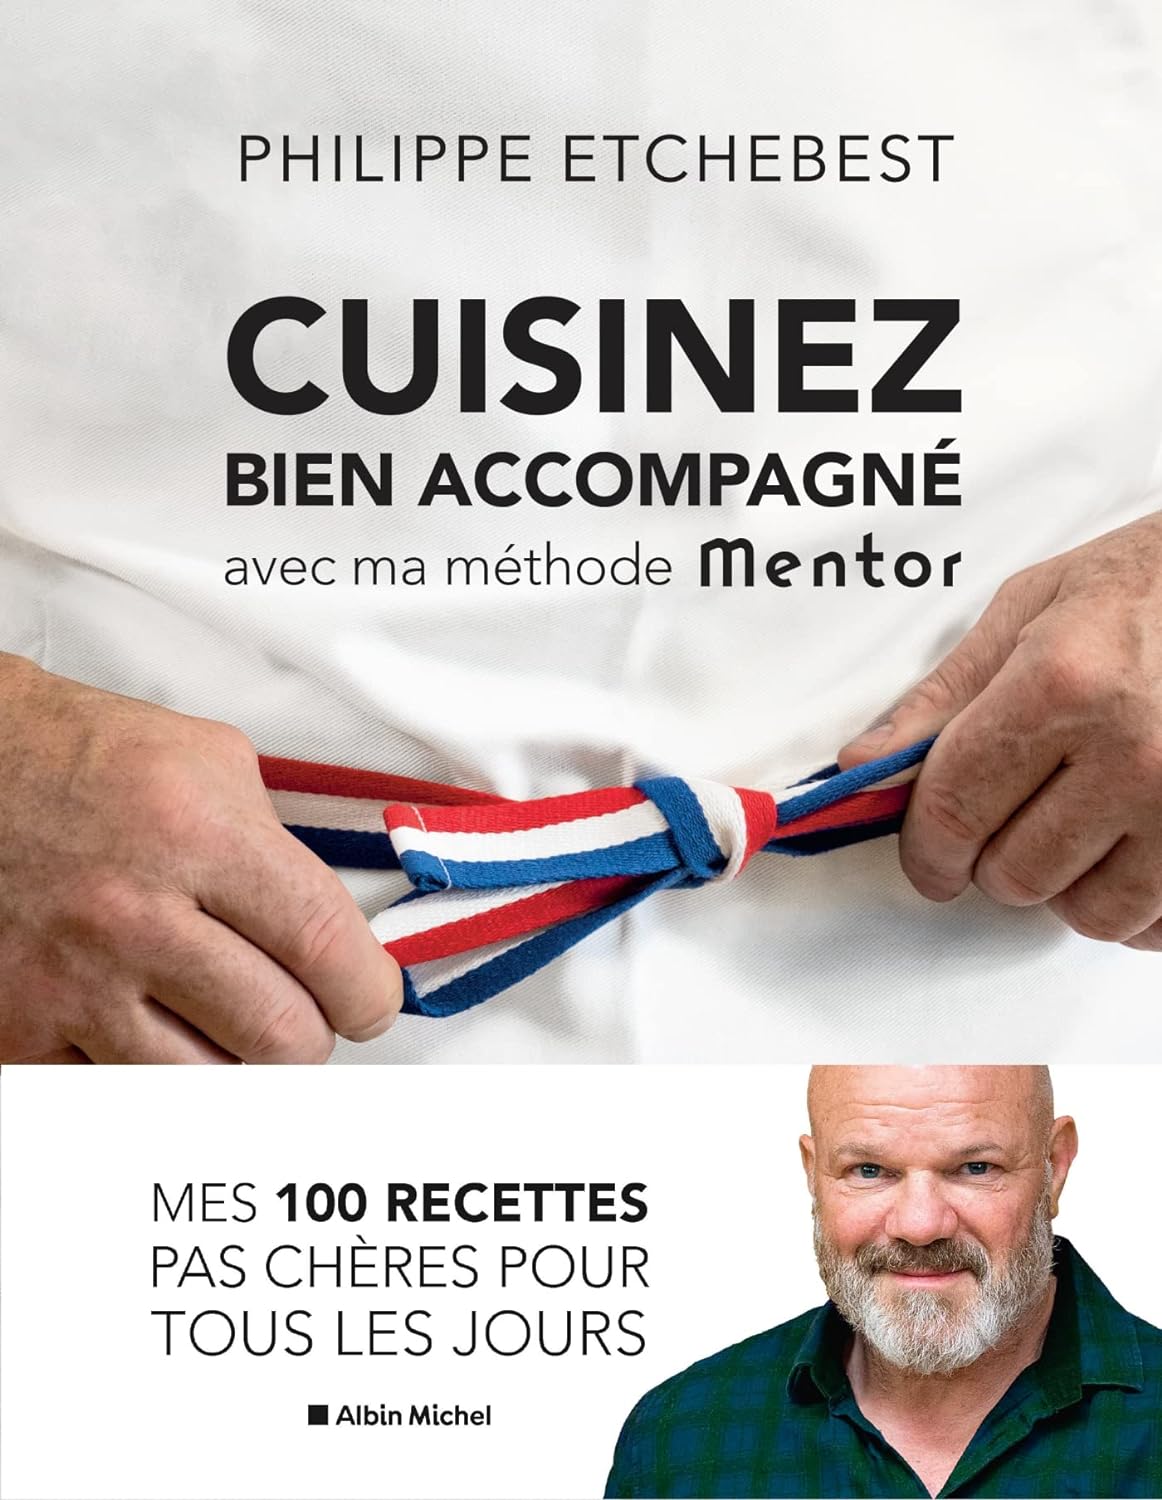 PHILIPPE ETCHEBEST
CUISINEZ
BIEN ACCOMPAGNÉ
avec ma méthode mentor
MES 100 RECETTES
PAS CHÈRES POUR
TOUS LES JOURS
Albin Michel